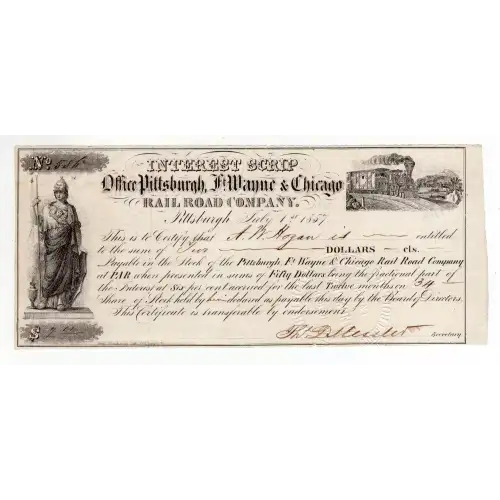 No. 586
INTEREST SCRIP
Office Pittsburgh, Ft. Wayne & Chicago
RAIL ROAD COMPANY.
Pittsburgh July 1st 1857
This is to Certify that A. W. Hogan is entitled
to the sum of DOLLARS cts.
Payable in the Stock of the Pittsburgh, Ft. Wayne & Chicago Rail Road Company
at PAR when presented in sums of Fifty Dollars being the fractional part of
the Interest at Six per cent accrued for the last Twelve months on 34
Share of Stock held by him declared as payable this day by the Board of Directors.
This Certificate is transferable by endorsement.
$
Secretary